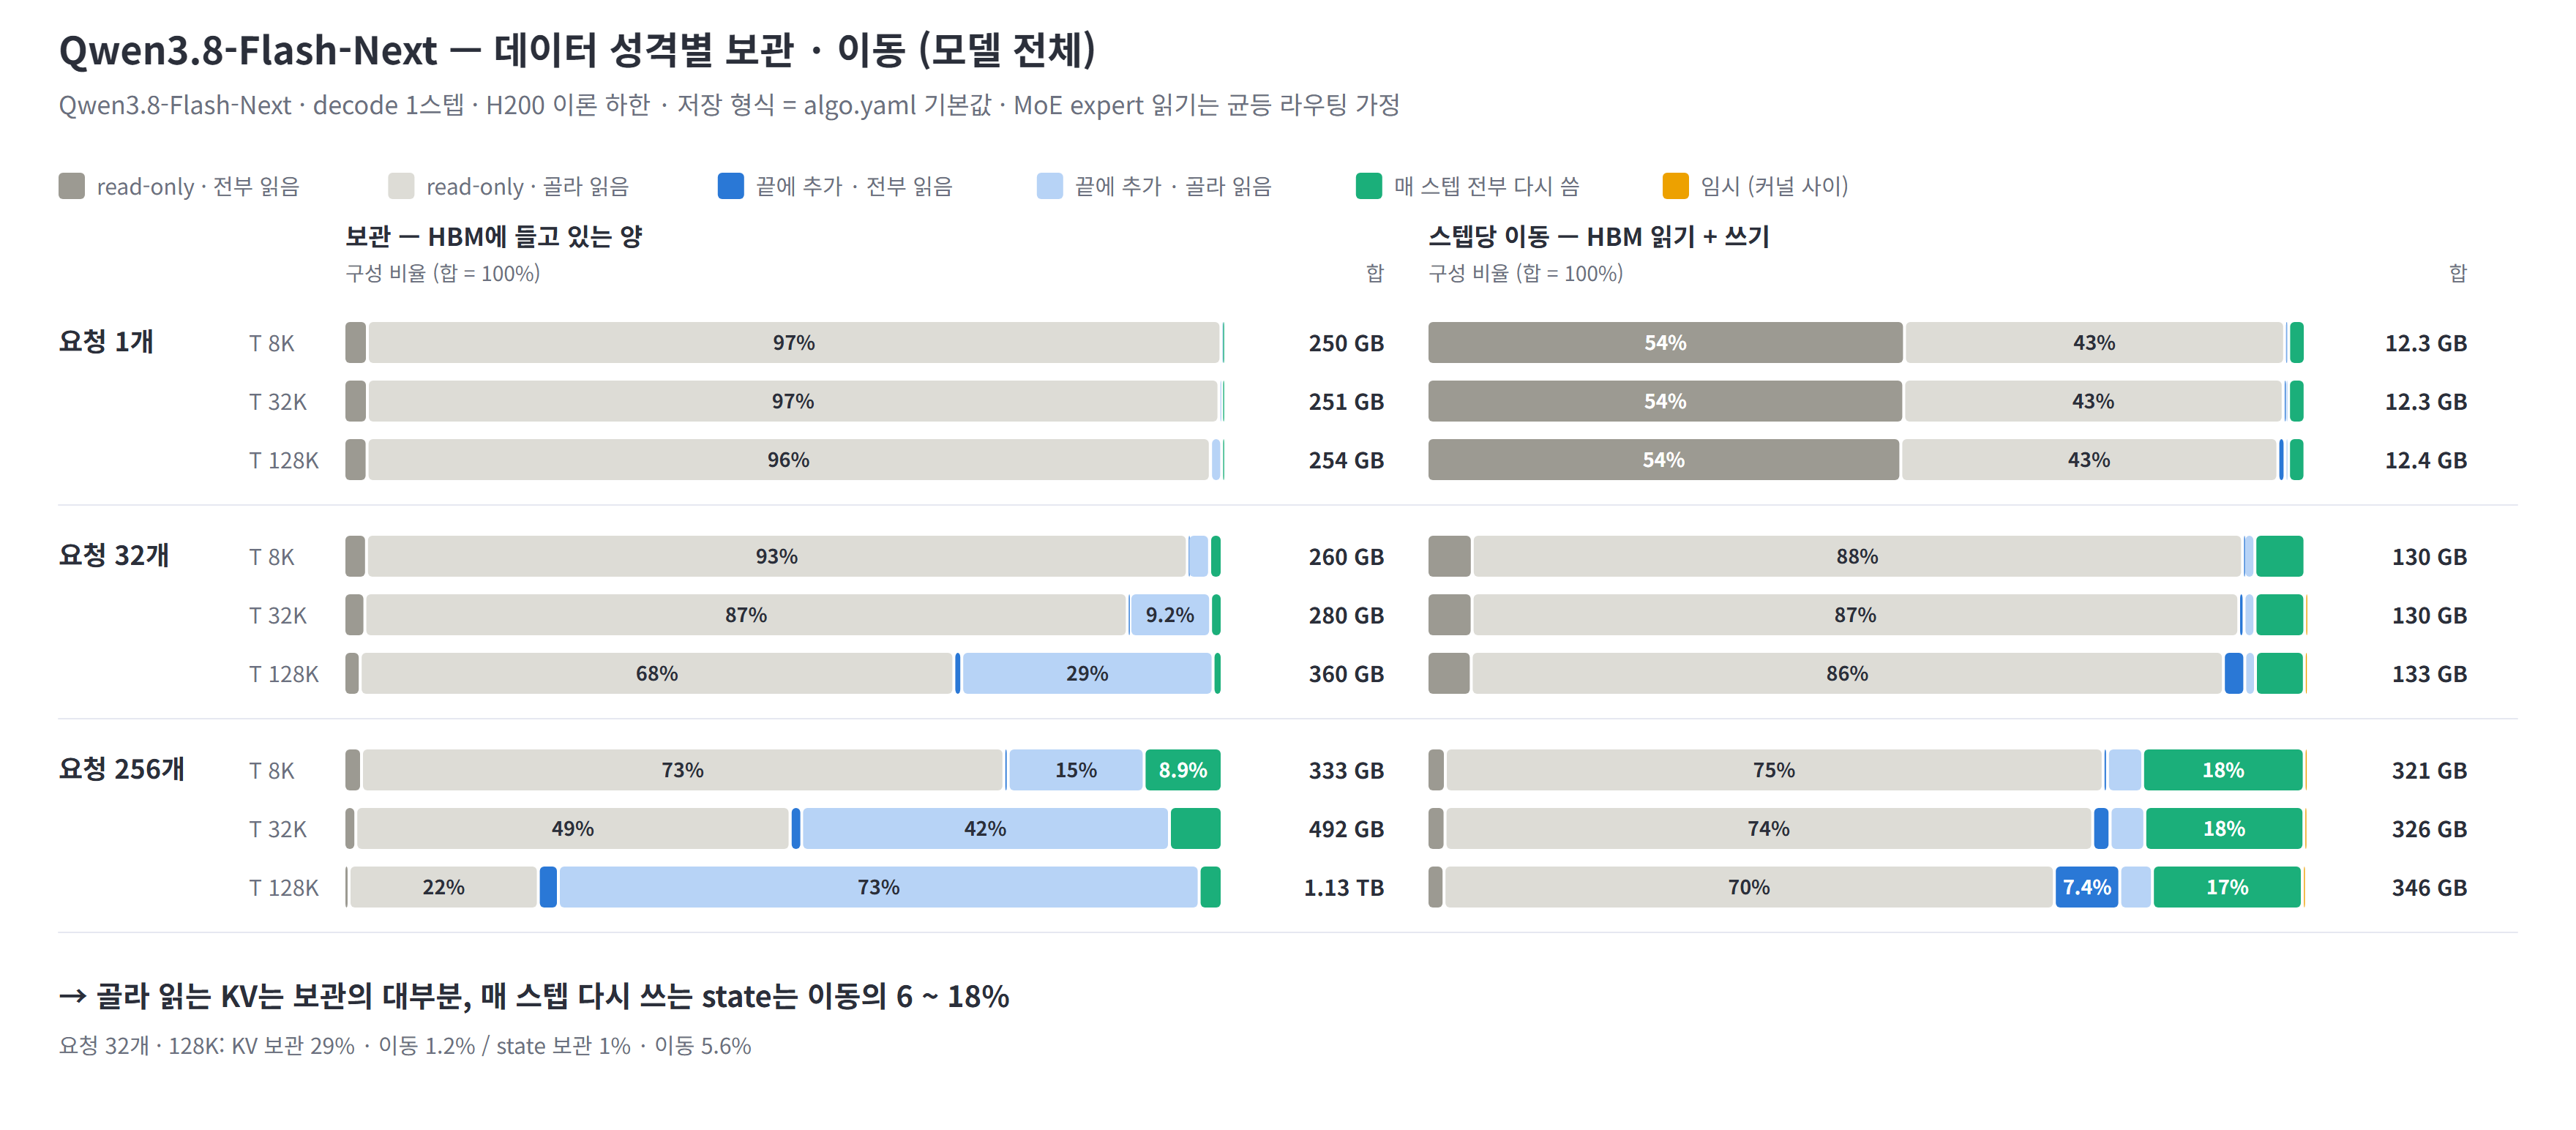 Qwen3.8-Flash-Next — 데이터 성격별 보관 · 이동 (모델 전체)
Qwen3.8-Flash-Next · decode 1스텝 · H200 이론 하한 · 저장 형식 = algo.yaml 기본값 · MoE expert 읽기는 균등 라우팅 가정
read-only · 전부 읽음 read-only · 골라 읽음 끝에 추가 · 전부 읽음 끝에 추가 · 골라 읽음 매 스텝 전부 다시 씀 임시 (커널 사이)
보관 — HBM에 들고 있는 양 스텝당 이동 — HBM 읽기 + 쓰기
구성 비율 (합 = 100%) 합 구성 비율 (합 = 100%) 합
요청 1개 T 8K 97% 250 GB 54% 43% 12.3 GB
T 32K 97% 251 GB 54% 43% 12.3 GB
T 128K 96% 254 GB 54% 43% 12.4 GB
요청 32개 T 8K 93% 260 GB 88% 130 GB
T 32K 87% 9.2% 280 GB 87% 130 GB
T 128K 68% 29% 360 GB 86% 133 GB
요청 256개 T 8K 73% 15% 8.9% 333 GB 75% 18% 321 GB
T 32K 49% 42% 492 GB 74% 18% 326 GB
T 128K 22% 73% 1.13 TB 70% 7.4% 17% 346 GB
→ 골라 읽는 KV는 보관의 대부분, 매 스텝 다시 쓰는 state는 이동의 6 ~ 18%
요청 32개 · 128K: KV 보관 29% · 이동 1.2% / state 보관 1% · 이동 5.6%